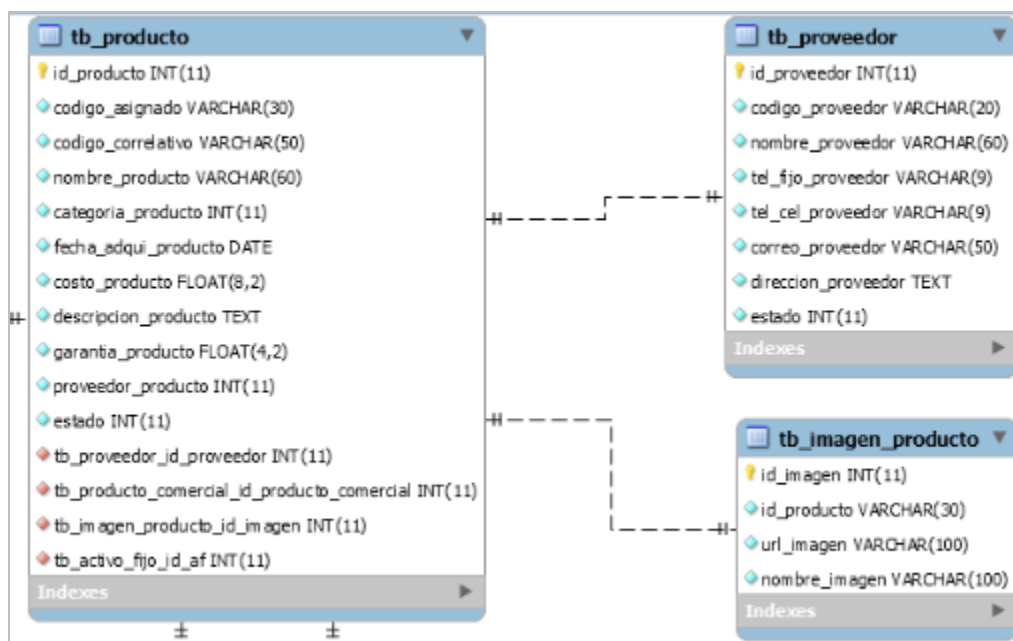 tb_producto
id_producto INT(11)
codigo_asignado VARCHAR(30)
codigo_correlativo VARCHAR(50)
nombre_producto VARCHAR(60)
categoria_producto INT(11)
fecha_adqui_producto DATE
costo_producto FLOAT(8,2)
descripcion_producto TEXT
garantia_producto FLOAT(4,2)
proveedor_producto INT(11)
estado INT(11)
tb_proveedor_id_proveedor INT(11)
tb_producto_comercial_id_producto_comercial INT(11)
tb_imagen_producto_id_imagen INT(11)
tb_activo_fijo_id_af INT(11)
Indexes
tb_proveedor
id_proveedor INT(11)
codigo_proveedor VARCHAR(20)
nombre_proveedor VARCHAR(60)
tel_fijo_proveedor VARCHAR(9)
tel_cel_proveedor VARCHAR(9)
correo_proveedor VARCHAR(50)
direccion_proveedor TEXT
estado INT(11)
Indexes
tb_imagen_producto
id_imagen INT(11)
id_producto VARCHAR(30)
url_imagen VARCHAR(100)
nombre_imagen VARCHAR(100)
Indexes